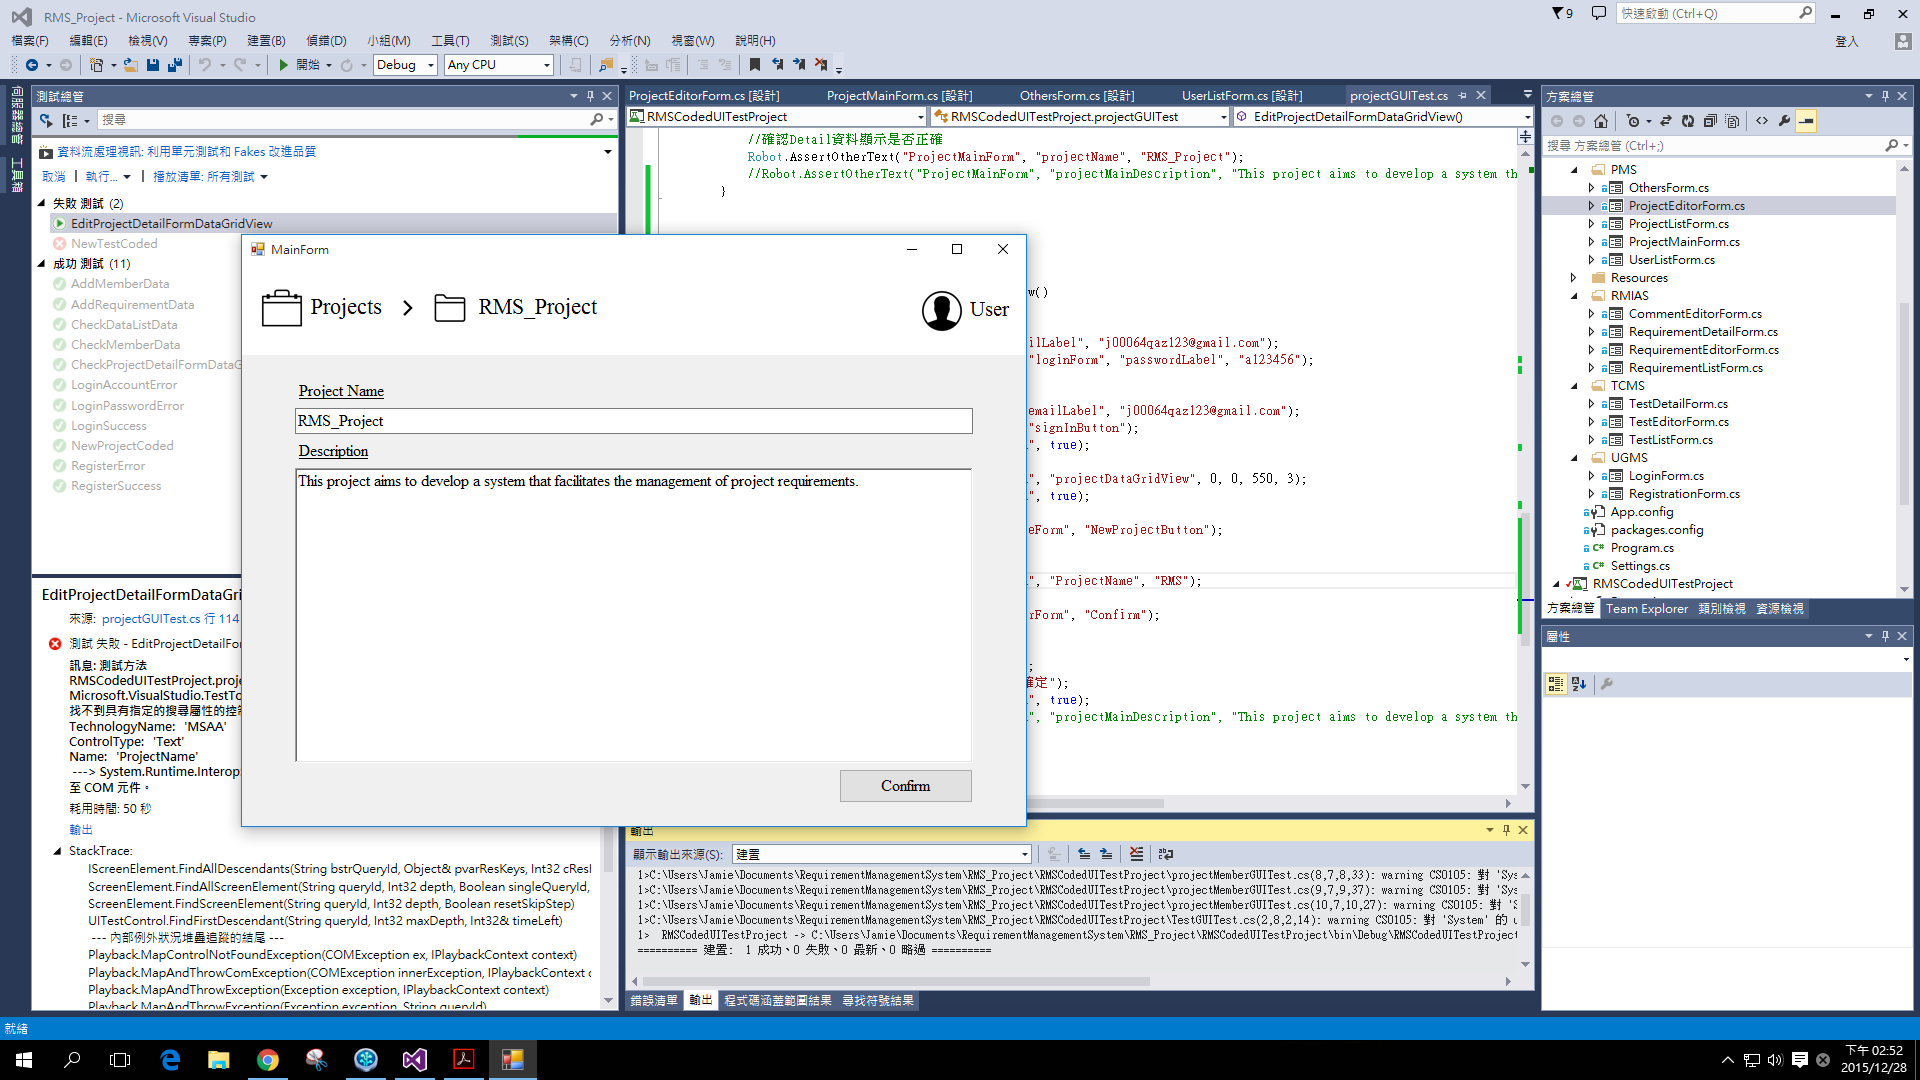 RMS_Project - Microsoft Visual Studio
9
快速啟動 (Ctrl+Q)
檔案(F) 編輯(E) 檢視(V) 專案(P) 建置(B) 偵錯(D) 小組(M) 工具(T) 測試(S) 架構(C) 分析(N) 視窗(W) 說明(H)
登入
開始 Debug Any CPU
伺服器總管
工具箱
測試總管
搜尋
資料流處理視訊: 利用單元測試和 Fakes 改進品質
取消 執行... 播放清單: 所有測試
失敗 測試 (2)
EditProjectDetailFormDataGridView
NewTestCoded
成功 測試 (11)
AddMemberData
AddRequirementData
CheckDataListData
CheckMemberData
CheckProjectDetailFormDataG
LoginAccountError
LoginPasswordError
LoginSuccess
NewProjectCoded
RegisterError
RegisterSuccess
EditProjectDetailFormDataGri
來源: projectGUITest.cs 行 114
測試 失敗 - EditProjectDetailFor
訊息: 測試方法
RMSCodedUITestProject.proje
Microsoft.VisualStudio.TestTo
找不到具有指定的搜尋屬性的控
TechnologyName: 'MSAA'
ControlType: 'Text'
Name: 'ProjectName'
---> System.Runtime.Interop
至 COM 元件。
耗用時間: 50 秒
輸出
StackTrace:
IScreenElement.FindAllDescendants(String bstrQueryId, Object& pvarResKeys, Int32 cResl
ScreenElement.FindAllScreenElement(String queryId, Int32 depth, Boolean singleQueryId,
ScreenElement.FindScreenElement(String queryId, Int32 depth, Boolean resetSkipStep)
UITestControl.FindFirstDescendant(String queryId, Int32 maxDepth, Int32& timeLeft)
--- 內部例外狀況堆疊追蹤的結尾 ---
Playback.MapControlNotFoundException(COMException ex, IPlaybackContext context)
Playback.MapAndThrowComException(COMException innerException, IPlaybackContext c
Playback.MapAndThrowException(Exception exception, IPlaybackContext context)
Playback.MapAndThrowException(Exception exception, String queryId)
MainForm
Projects
RMS_Project
User
Project Name
RMS_Project
Description
This project aims to develop a system that facilitates the management of project requirements.
Confirm
ProjectEditorForm.cs [設計] ProjectMainForm.cs [設計] OthersForm.cs [設計] UserListForm.cs [設計] projectGUITest.cs
RMSCodedUITestProject RMSCodedUITestProject.projectGUITest EditProjectDetailFormDataGridView()
//確認Detail資料顯示是否正確
Robot.AssertOtherText("ProjectMainForm", "projectName", "RMS_Project");
//Robot.AssertOtherText("ProjectMainForm", "projectMainDescription", "This project aims to develop a system th
}
w()
ailLabel", "j00064qaz123@gmail.com");
"loginForm", "passwordLabel", "a123456");
emailLabel", "j00064qaz123@gmail.com");
"signInButton");
", true);
", "projectDataGridView", 0, 0, 550, 3);
", true);
eForm", "NewProjectButton");
", "ProjectName", "RMS");
rForm", "Confirm");
;
確定");
", true);
", "projectMainDescription", "This project aims to develop a system th
輸出
顯示輸出來源(S): 建置
1>C:\Users\Jamie\Documents\RequirementManagementSystem\RMS_Project\RMSCodedUITestProject\projectMemberGUITest.cs(8,7,8,33): warning CS0105: 對 'Sys
1>C:\Users\Jamie\Documents\RequirementManagementSystem\RMS_Project\RMSCodedUITestProject\projectMemberGUITest.cs(9,7,9,37): warning CS0105: 對 'Sys
1>C:\Users\Jamie\Documents\RequirementManagementSystem\RMS_Project\RMSCodedUITestProject\projectMemberGUITest.cs(10,7,10,27): warning CS0105: 對 'S
1>C:\Users\Jamie\Documents\RequirementManagementSystem\RMS_Project\RMSCodedUITestProject\TestGUITest.cs(2,8,2,14): warning CS0105: 對 'System' 的 u
1> RMSCodedUITestProject -> C:\Users\Jamie\Documents\RequirementManagementSystem\RMS_Project\RMSCodedUITestProject\bin\Debug\RMSCodedUITestProject
========== 建置: 1 成功、0 失敗、0 最新、0 略過 ==========
錯誤清單 輸出 程式碼涵蓋範圍結果 尋找符號結果
方案總管
搜尋 方案總管 (Ctrl+;)
PMS
OthersForm.cs
ProjectEditorForm.cs
ProjectListForm.cs
ProjectMainForm.cs
UserListForm.cs
Resources
RMIAS
CommentEditorForm.cs
RequirementDetailForm.cs
RequirementEditorForm.cs
RequirementListForm.cs
TCMS
TestDetailForm.cs
TestEditorForm.cs
TestListForm.cs
UGMS
LoginForm.cs
RegistrationForm.cs
App.config
packages.config
Program.cs
Settings.cs
RMSCodedUITestProject
方案總管 Team Explorer 類別檢視 資源檢視
屬性
就緒
下午 02:52
2015/12/28